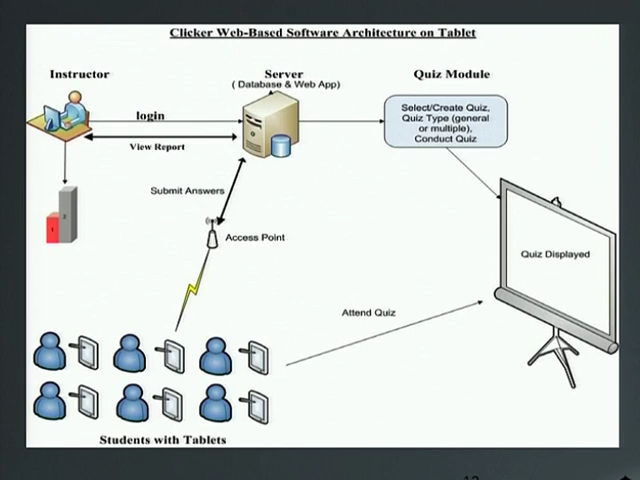 Clicker Web-Based Software Architecture on Tablet
Instructor
Server
( Database & Web App)
Quiz Module
login
View Report
Select/Create Quiz,
Quiz Type (general
or multiple),
Conduct Quiz
Submit Answers
1
2
Access Point
Quiz Displayed
Attend Quiz
Students with Tablets